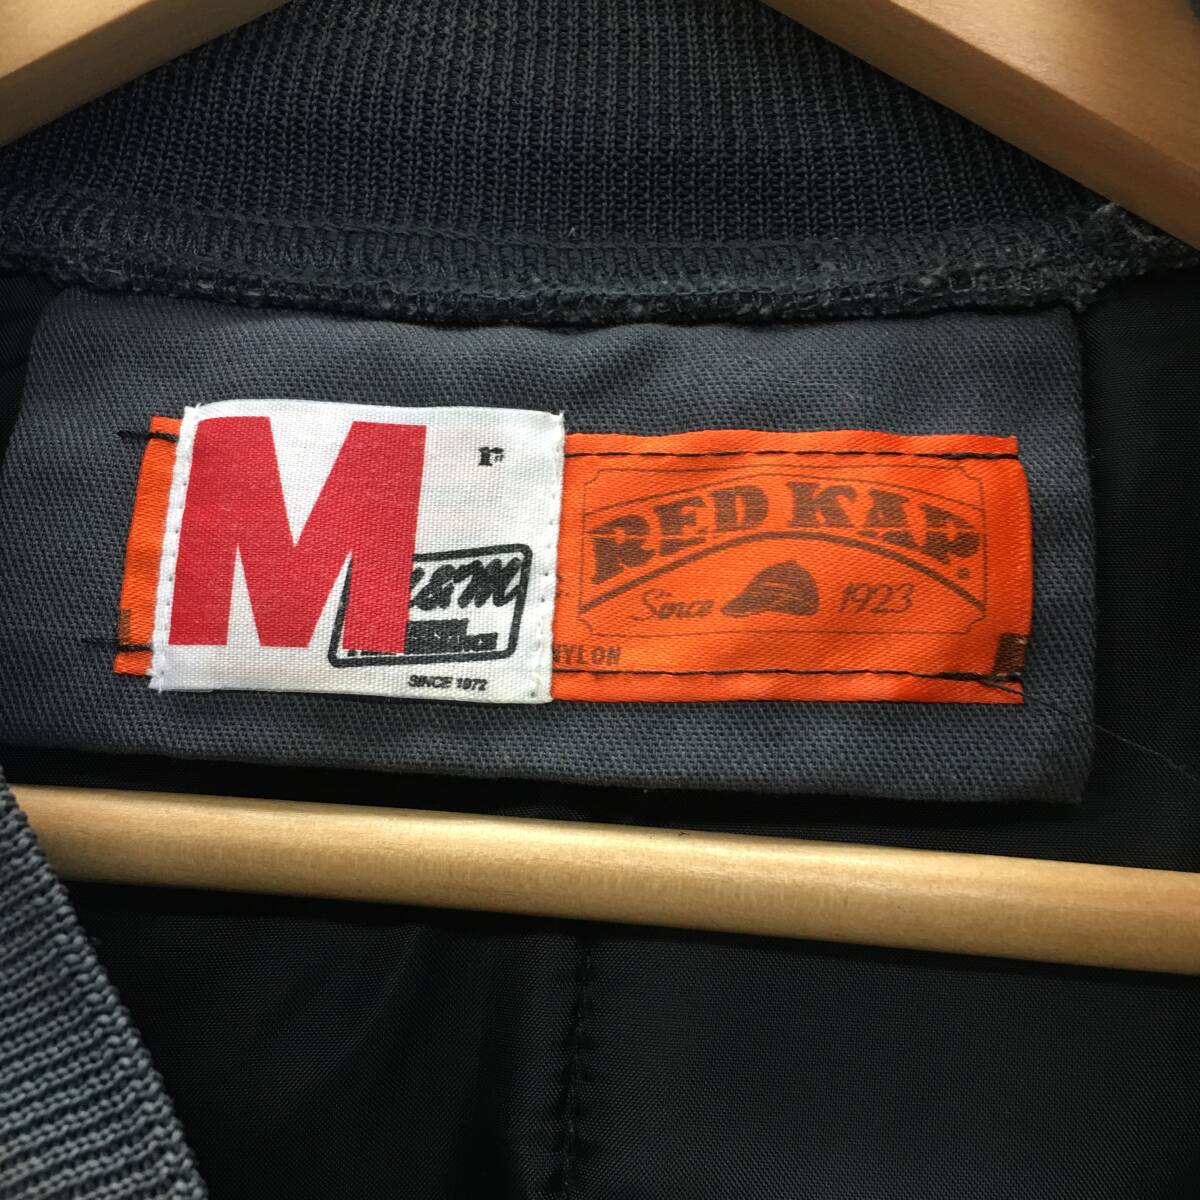 M
r
SINCE 1972
RED KAP
Since 1923
NYLON